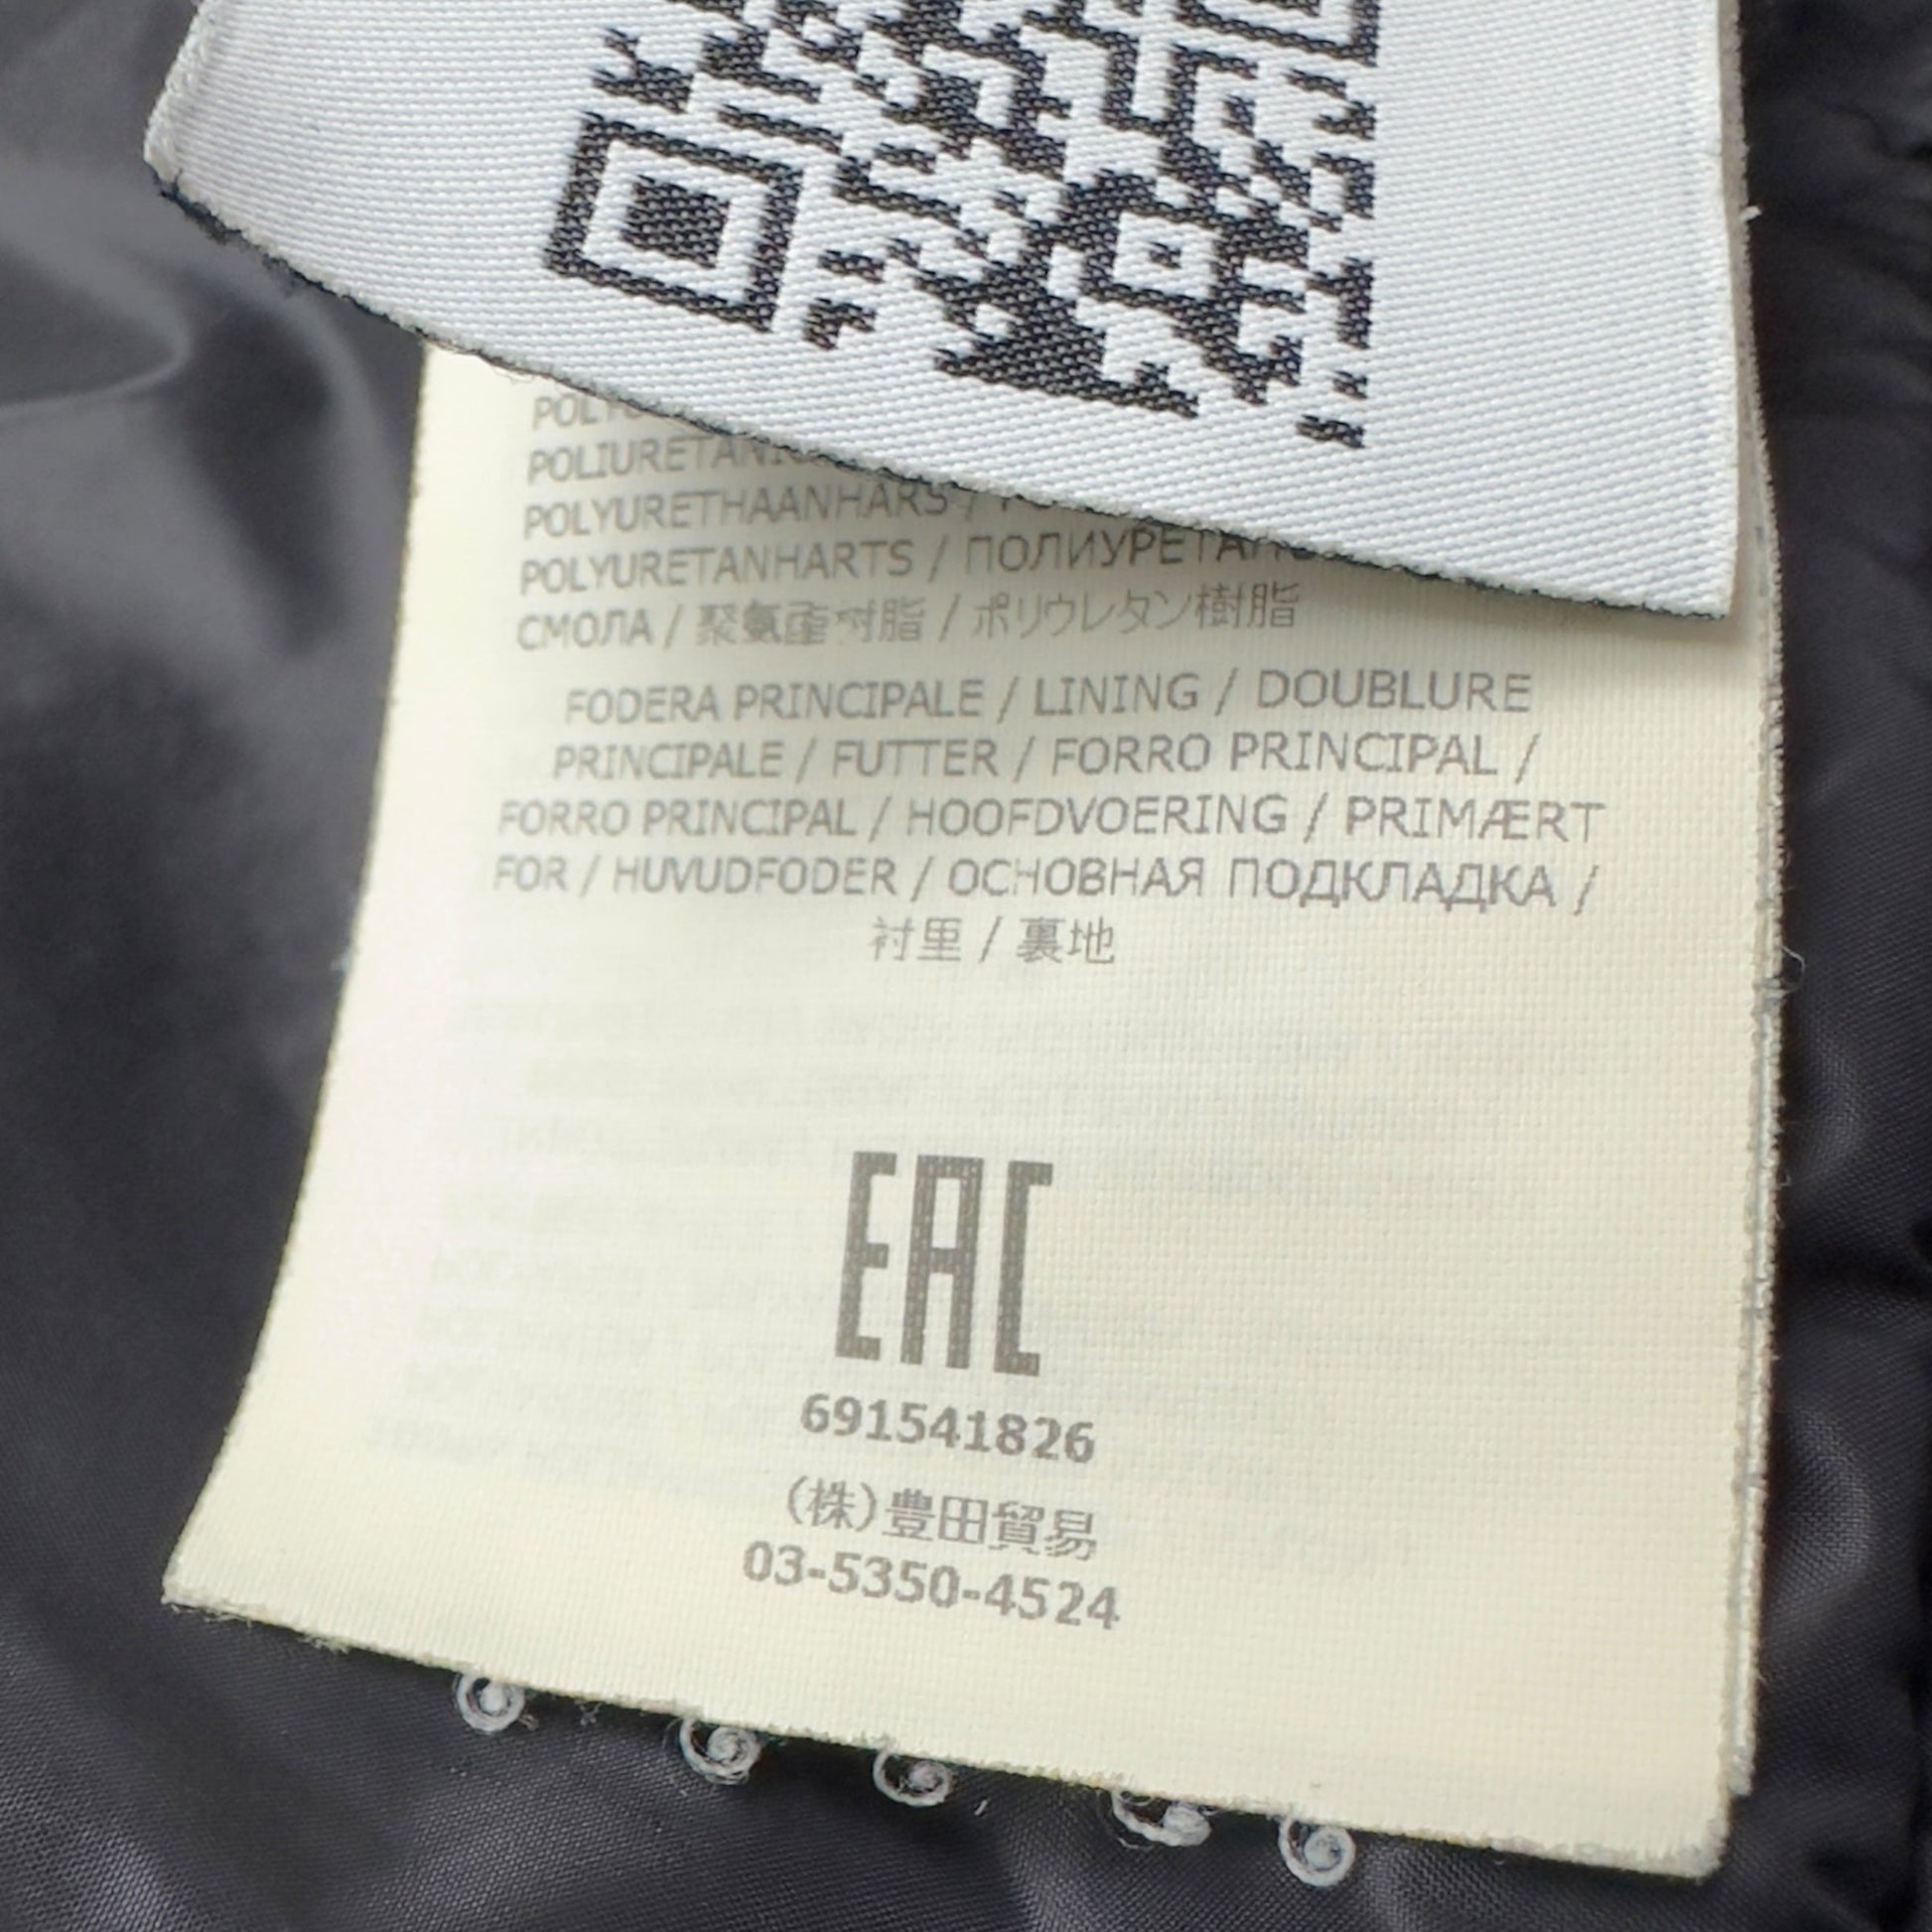 POLIURETAN
POLYURETHAANHARS /
POLYURETANHARTS / ПОЛИУРЕТАНО
СМОЛА / 聚氨酯树脂 / ポリウレタン樹脂
FODERA PRINCIPALE / LINING / DOUBLURE
PRINCIPALE / FUTTER / FORRO PRINCIPAL /
FORRO PRINCIPAL / HOOFDVOERING / PRIMÆRT
FOR / HUVUDFODER / ОСНОВНАЯ ПОДКЛАДКА /
衬里 / 裏地
EAC
691541826
(株)豊田貿易
03-5350-4524